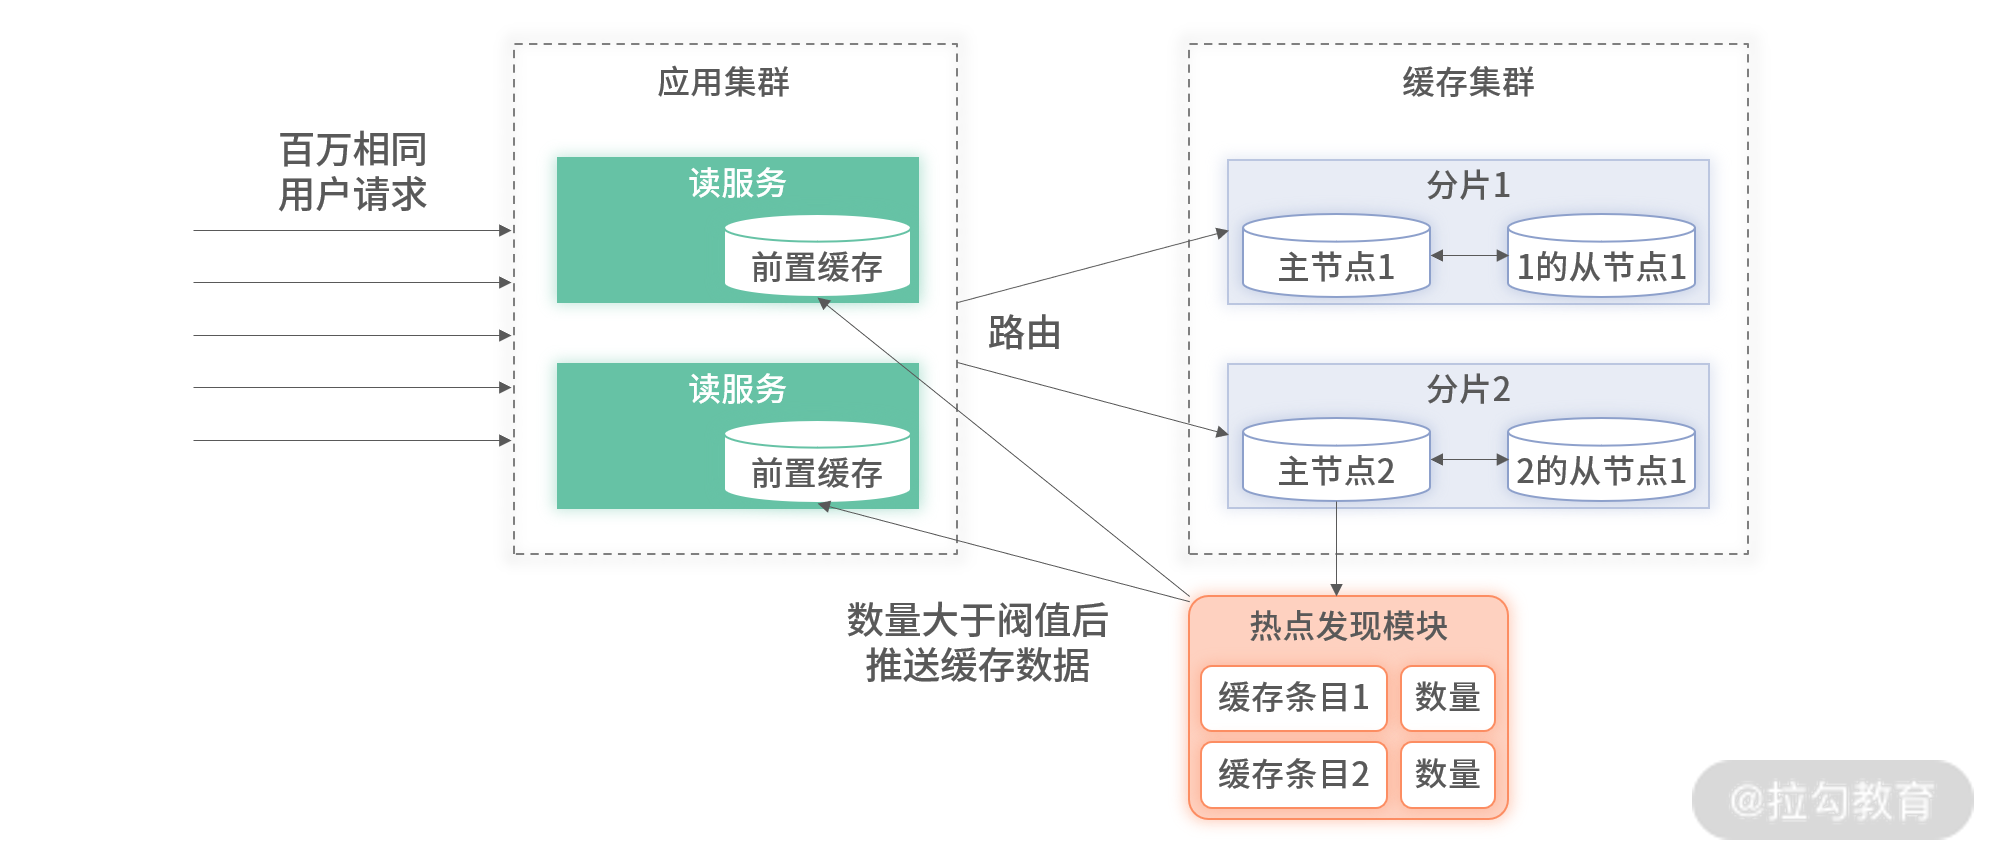 百万相同
用户请求
应用集群
读服务
前置缓存
读服务
前置缓存
路由
缓存集群
分片1
主节点1
1的从节点1
分片2
主节点2
2的从节点1
数量大于阀值后
推送缓存数据
热点发现模块
缓存条目1
数量
缓存条目2
数量
@拉勾教育